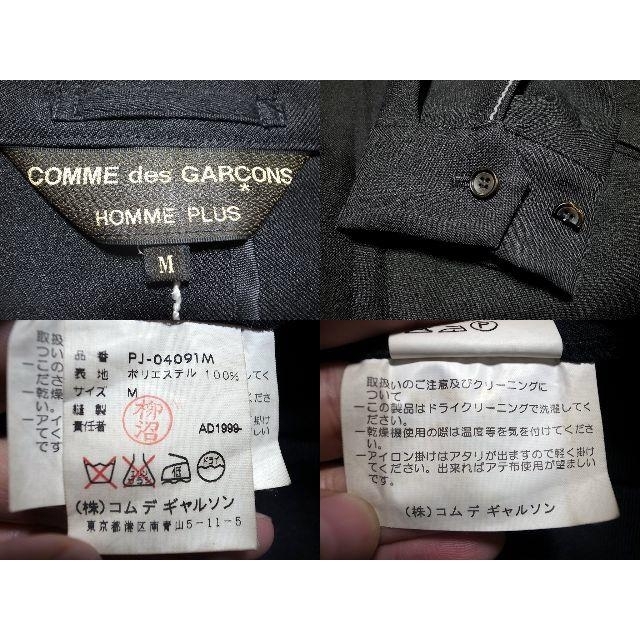 COMME des GARÇONS
HOMME PLUS
M
品番 PJ-04091M
表地 ポリエステル 100%
サイズ M
縫製
責任者
柳沼
AD1999-
(株)コムデギャルソン
東京都港区南青山5-11-5
取扱いのご注意及びクリーニングに
ついて
ーこの製品はドライクリーニングで洗濯してく
ださい。
ー乾燥機使用の際は温度等を気を付けてくだ
さい。
ーアイロン掛けはアタリが出ますので軽く掛け
てください。出来ればアテ布使用が望ましい
です。
(株)コムデギャルソン